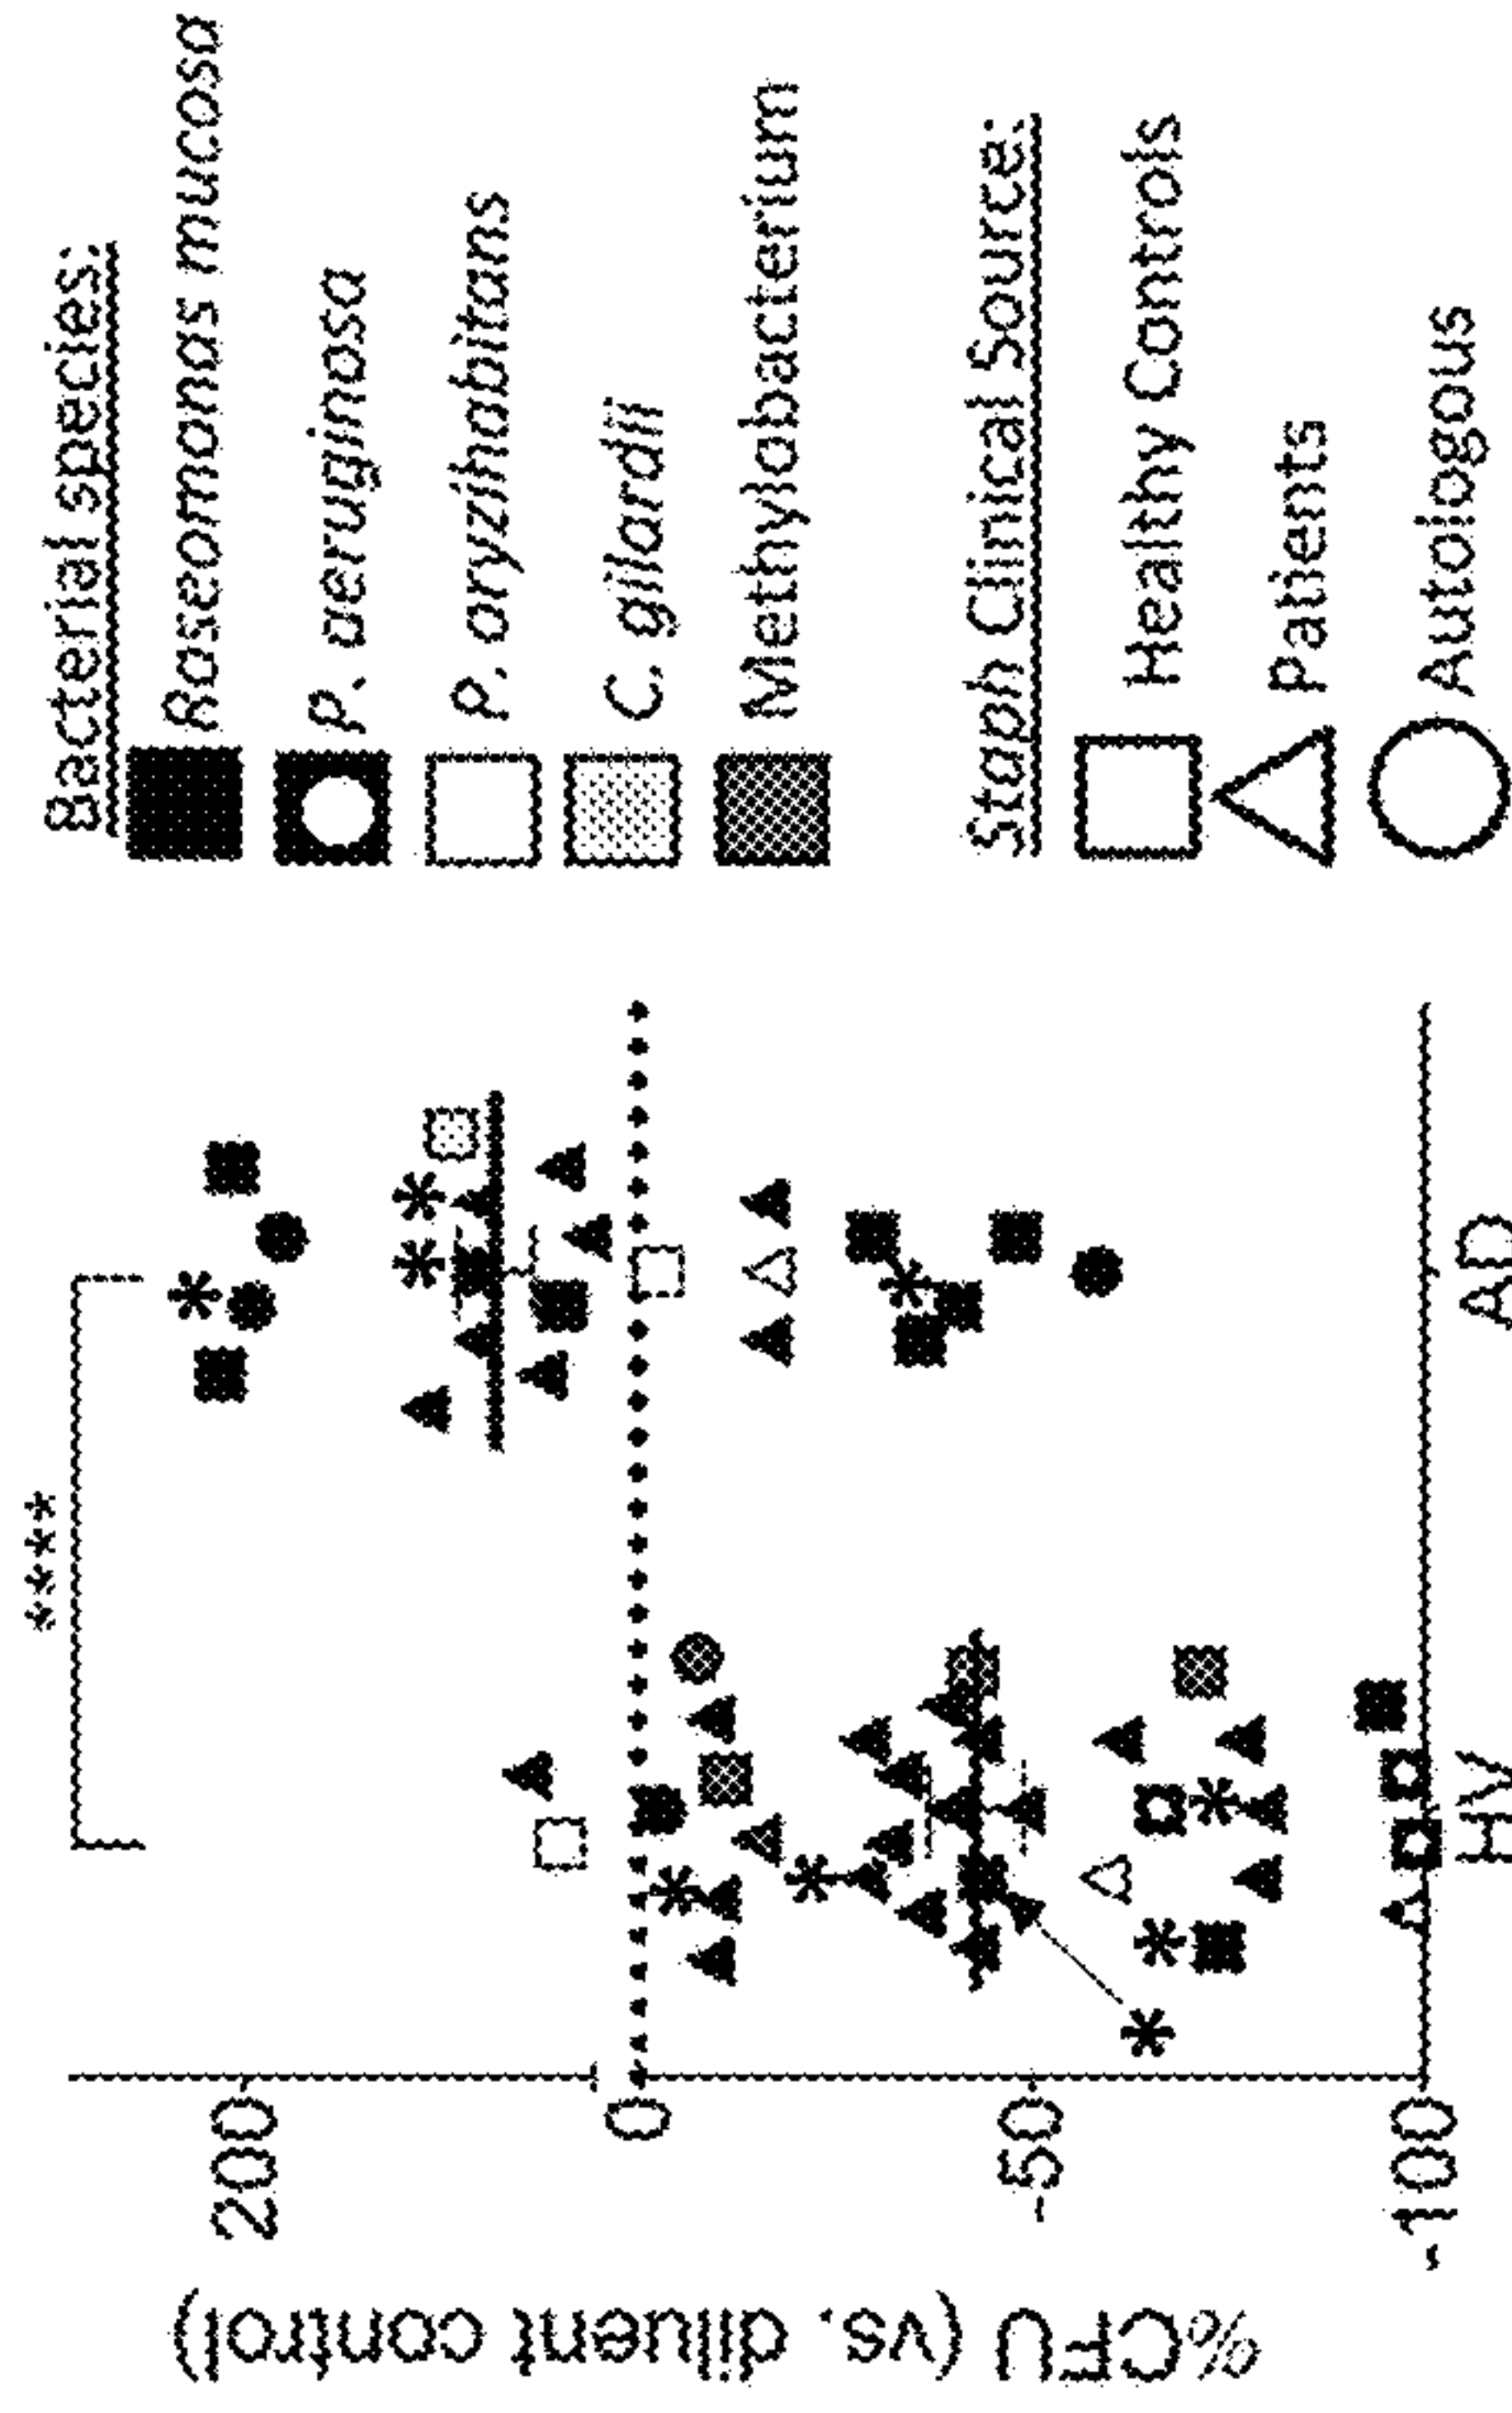 %CFU (vs. diluent control)
200
0
-50
-100
****
HV
AD
Bacterial species:
Roseomonas mucosa
P. aeruginosa
P. oryzihabitans
C. gilardii
Methylobacterium
Staph Clinical Source:
Healthy Controls
Patients
Autologous